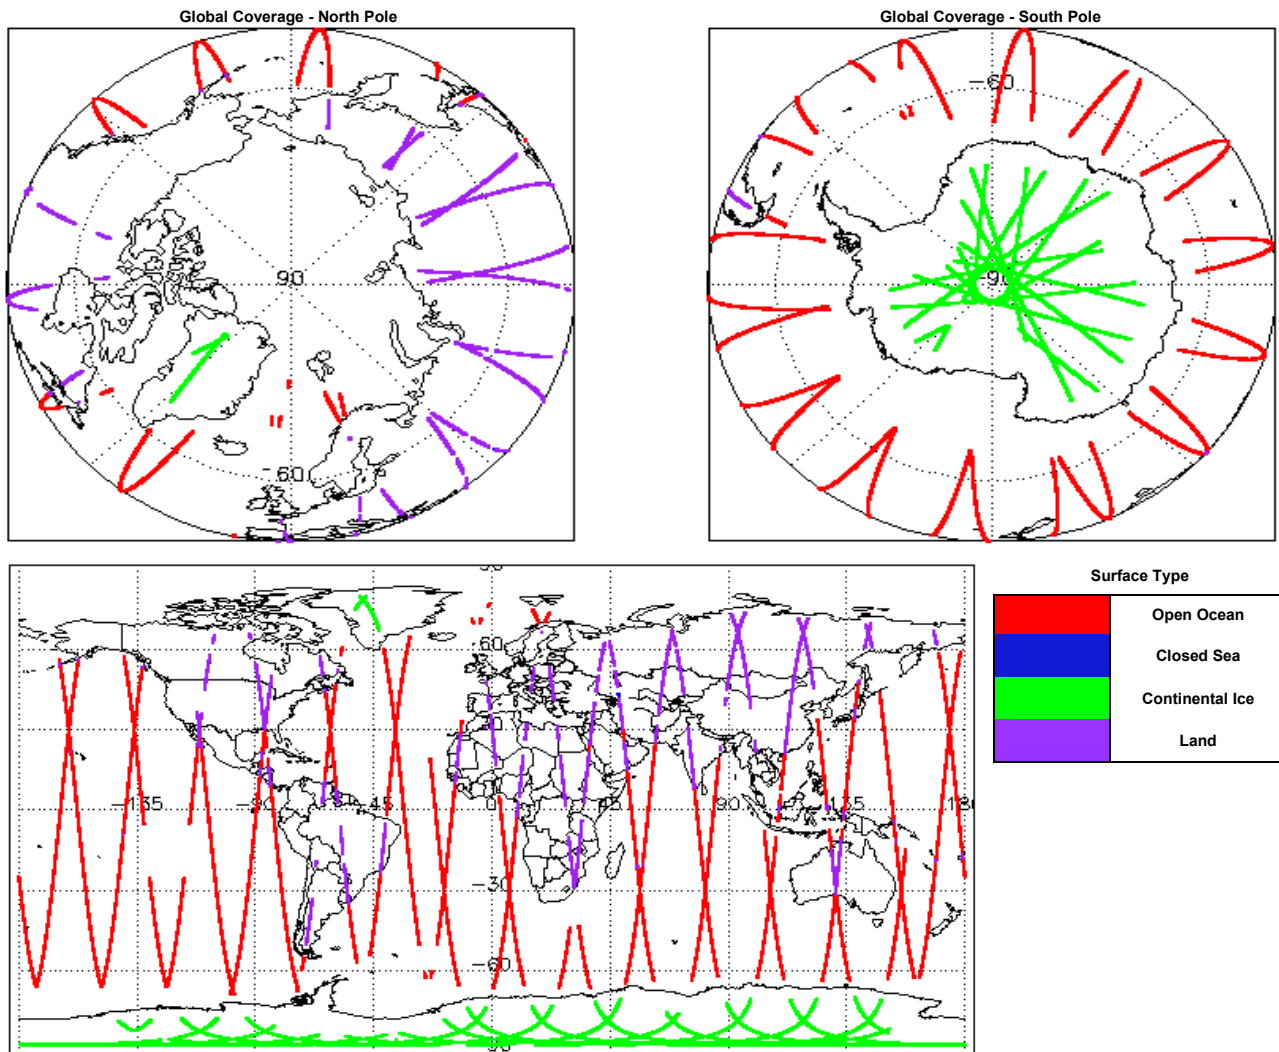 Global Coverage - North Pole
Global Coverage - South Pole
-60
90
-90
-60
60
-135
-90
-45
0
45
90
135
180
-30
-60
Surface Type
Open Ocean
Closed Sea
Continental Ice
Land